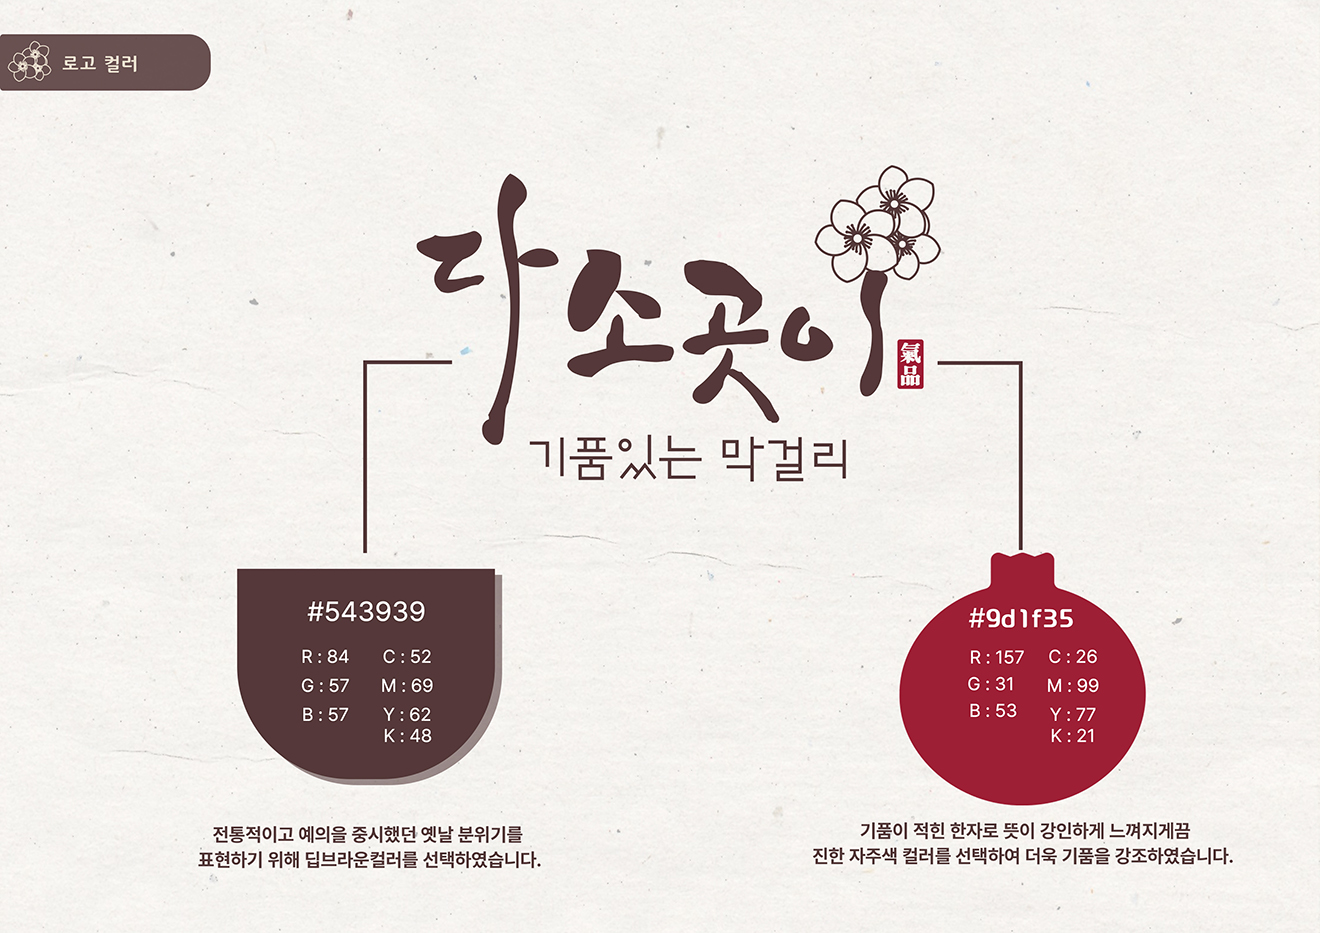 로고 컬러
다소곳이
氣品
기품있는 막걸리
#543939
R : 84 C : 52
G : 57 M : 69
B : 57 Y : 62
K : 48
#9d1f35
R : 157 C : 26
G : 31 M : 99
B : 53 Y : 77
K : 21
전통적이고 예의을 중시했던 옛날 분위기를
표현하기 위해 딥브라운컬러를 선택하였습니다.
기품이 적힌 한자로 뜻이 강인하게 느껴지게끔
진한 자주색 컬러를 선택하여 더욱 기품을 강조하였습니다.